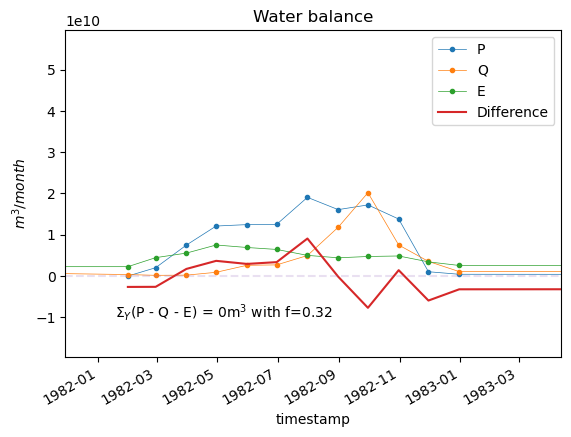 Water balance
1e10
P
Q
E
Difference
5
4
3
2
1
0
−1
m³/month
Σ_Y(P - Q - E) = 0m³ with f=0.32
1982-01
1982-03
1982-05
1982-07
1982-09
1982-11
1983-01
1983-03
timestamp